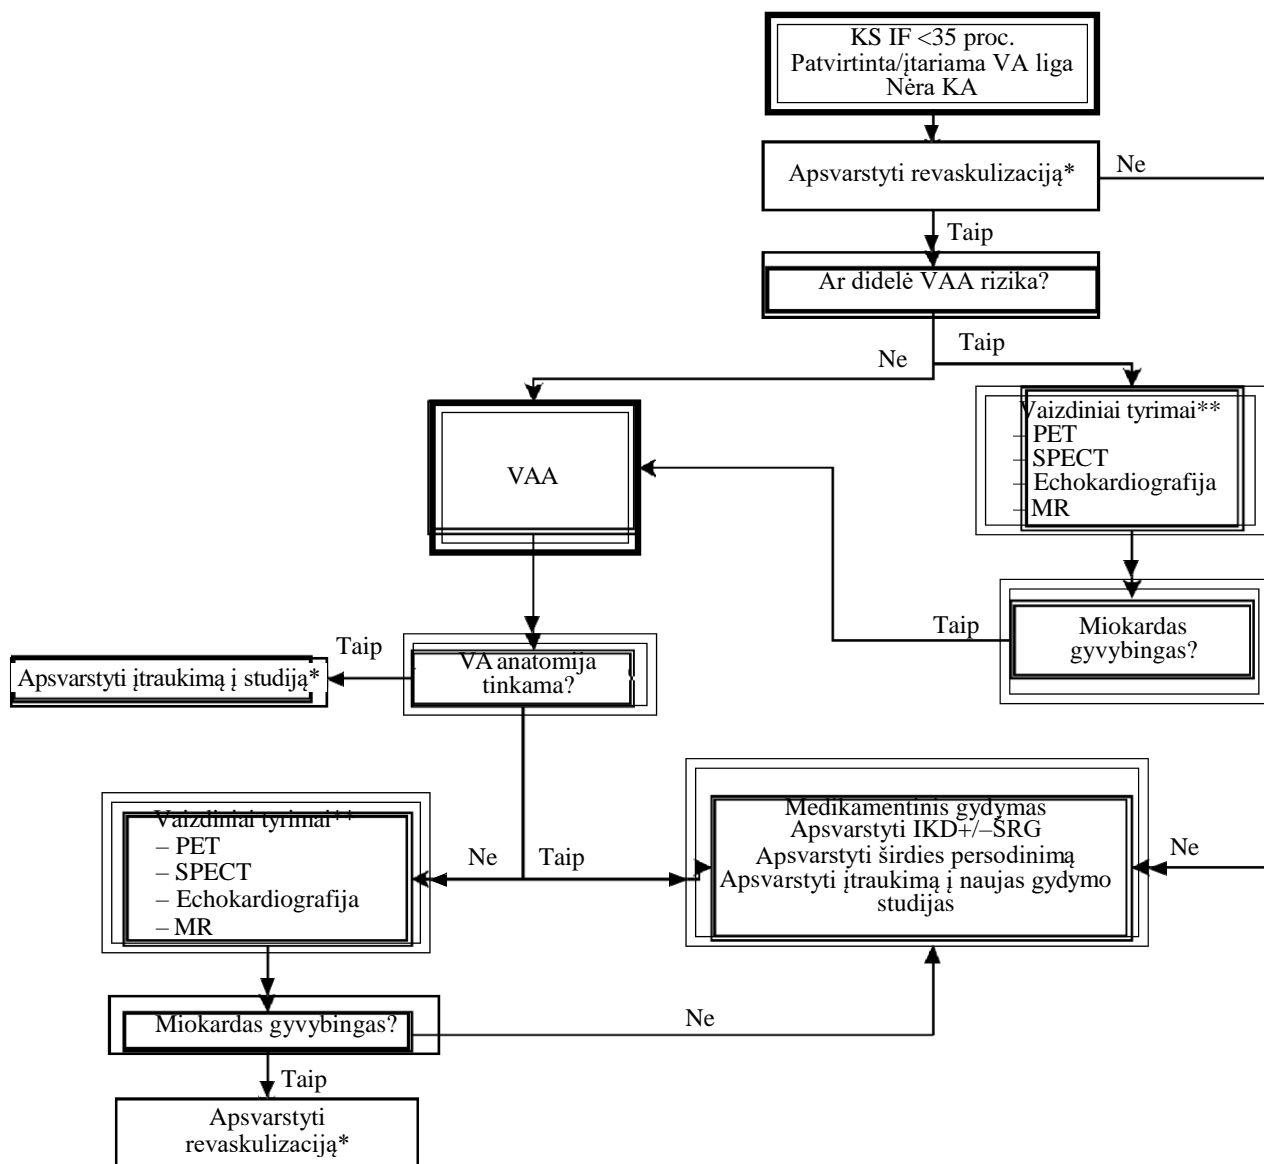 KS IF <35 proc.
Patvirtinta/įtariama VA liga
Nėra KA
Apsvarstyti revaskulizaciją*
Ne
Taip
Ar didelė VAA rizika?
Ne
Taip
VAA
Vaizdiniai tyrimai**
– PET
– SPECT
– Echokardiografija
– MR
Taip
Miokardas
gyvybingas?
Taip
Apsvarstyti įtraukimą į studiją*
VA anatomija
tinkama?
Vaizdiniai tyrimai**
– PET
– SPECT
– Echokardiografija
– MR
Ne
Taip
Medikamentinis gydymas
Apsvarstyti IKD+/–ŠRG
Apsvarstyti širdies persodinimą
Apsvarstyti įtraukimą į naujas gydymo
studijas
Ne
Miokardas gyvybingas?
Ne
Taip
Apsvarstyti
revaskulizaciją*